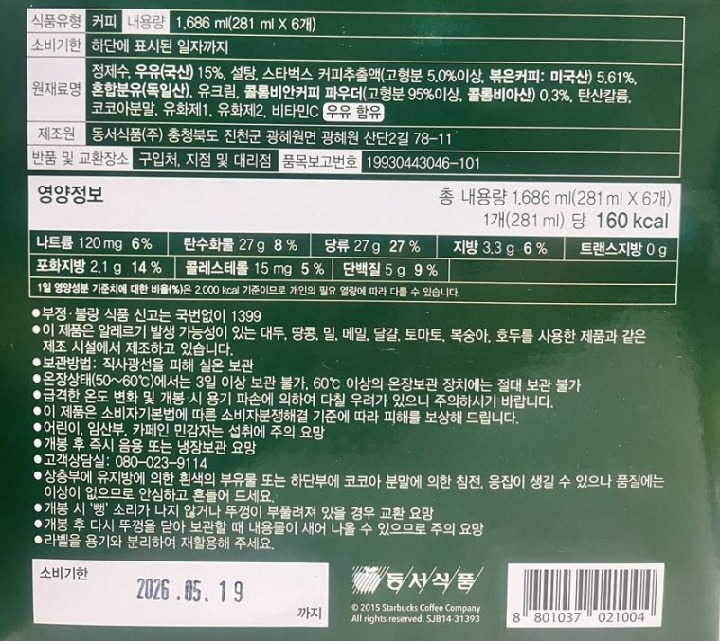 식품유형 커피 내용량 1,686 ml(281 ml X 6개)
소비기한 하단에 표시된 일자까지
원재료명 정제수, 우유(국산) 15%, 설탕, 스타벅스 커피추출액(고형분 5.0%이상, 볶은커피: 미국산) 5.61%,
혼합분유(독일산), 유크림, 콜롬비안커피 파우더(고형분 95%이상, 콜롬비아산) 0.3%, 탄산칼륨,
코코아분말, 유화제1, 유화제2, 비타민C 우유 함유
제조원 동서식품(주) 충청북도 진천군 광혜원면 광혜원 산단2길 78-11
반품 및 교환장소 구입처, 지점 및 대리점 품목보고번호 19930443046-101
영양정보 총 내용량 1,686 ml(281ml X 6개)
1개(281 ml) 당 160 kcal
나트륨 120 mg 6% 탄수화물 27 g 8 % 당류 27 g 27 % 지방 3.3 g 6 % 트랜스지방 0 g
포화지방 2.1 g 14 % 콜레스테롤 15 mg 5 % 단백질 5 g 9 %
1일 영양성분 기준치에 대한 비율(%)은 2,000 kcal 기준이므로 개인의 필요 열량에 따라 다를 수 있습니다.
●부정·불량 식품 신고는 국번없이 1399
●이 제품은 알레르기 발생 가능성이 있는 대두, 땅콩, 밀, 메밀, 달걀, 토마토, 복숭아, 호두를 사용한 제품과 같은
제조 시설에서 제조하고 있습니다.
●보관방법: 직사광선을 피해 실온 보관
●온장상태(50~60℃)에서는 3일 이상 보관 불가, 60℃ 이상의 온장보관 장치에는 절대 보관 불가
●급격한 온도 변화 및 개봉 시 용기 파손에 의하여 다칠 우려가 있으니 주의하시기 바랍니다.
●이 제품은 소비자기본법에 따른 소비자분쟁해결 기준에 따라 피해를 보상해 드립니다.
●어린이, 임산부, 카페인 민감자는 섭취에 주의 요망
●개봉 후 즉시 음용 또는 냉장보관 요망
●고객상담실: 080-023-9114
●상층부에 유지방에 의한 흰색의 부유물 또는 하단부에 코코아 분말에 의한 침전, 응집이 생길 수 있으나 품질에는
이상이 없으므로 안심하고 흔들어 드세요.
●개봉 시 '뻥' 소리가 나지 않거나 뚜껑이 부풀려져 있을 경우 교환 요망
●개봉 후 다시 뚜껑을 닫아 보관할 때 내용물이 새어 나올 수 있으므로 주의 요망
●라벨을 용기와 분리하여 재활용해 주세요.
소비기한 2026.05.19 까지
동서식품
© 2015 Starbucks Coffee Company
All rights reserved. SJB14-31393
8 801037 021004